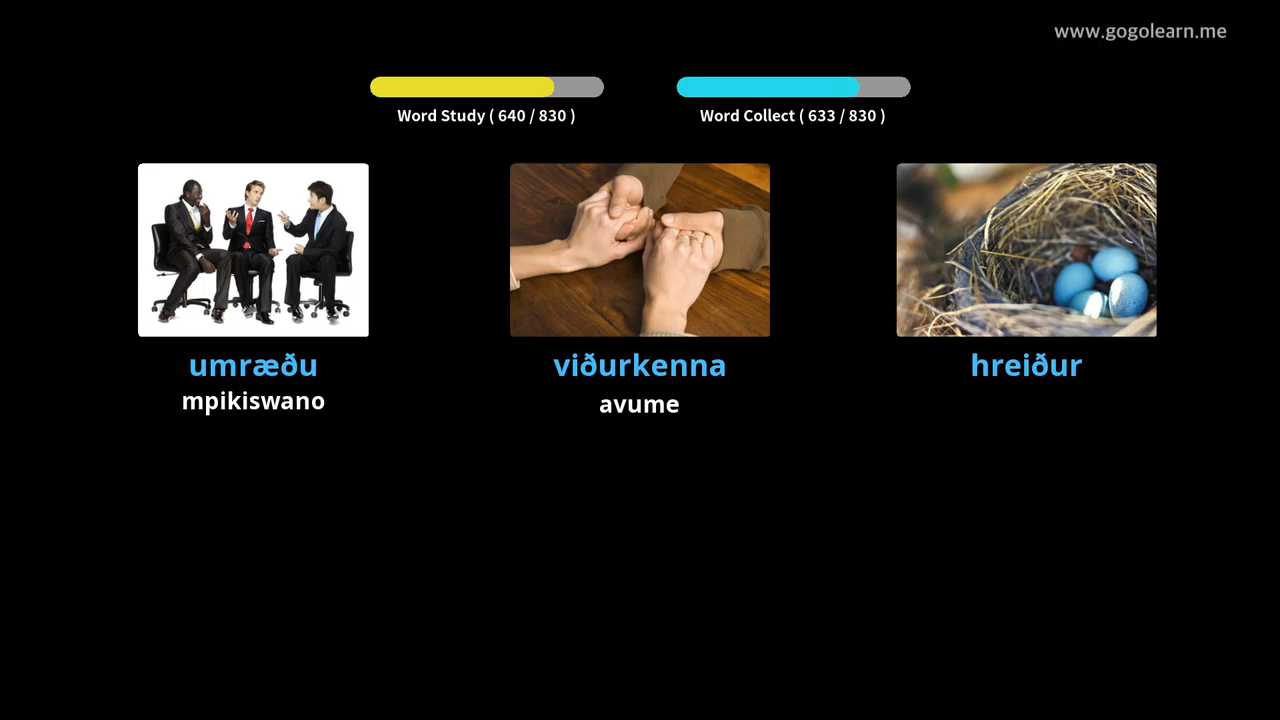 www.gogolearn.me
Word Study ( 640 / 830 )
Word Collect ( 633 / 830 )
umræðu
mpikiswano
viðurkenna
avume
hreiður